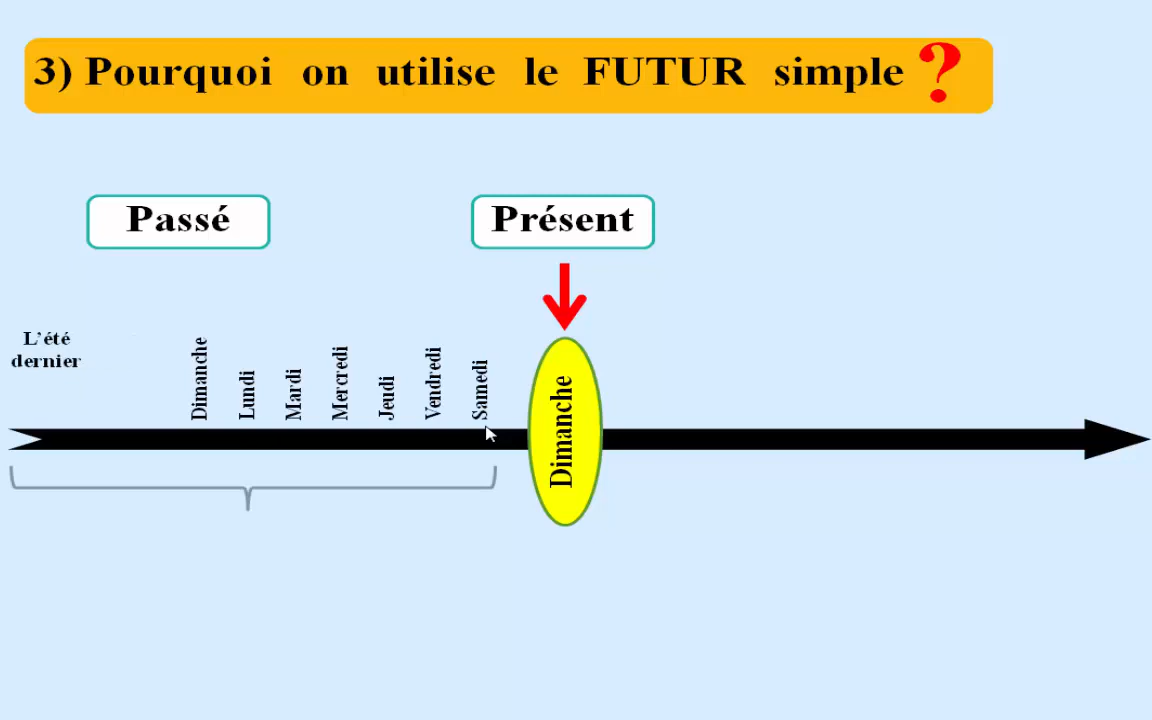 3) Pourquoi on utilise le FUTUR simple ?
Passé
Présent
L'été
dernier
Dimanche
Lundi
Mardi
Mercredi
Jeudi
Vendredi
Samedi
Dimanche